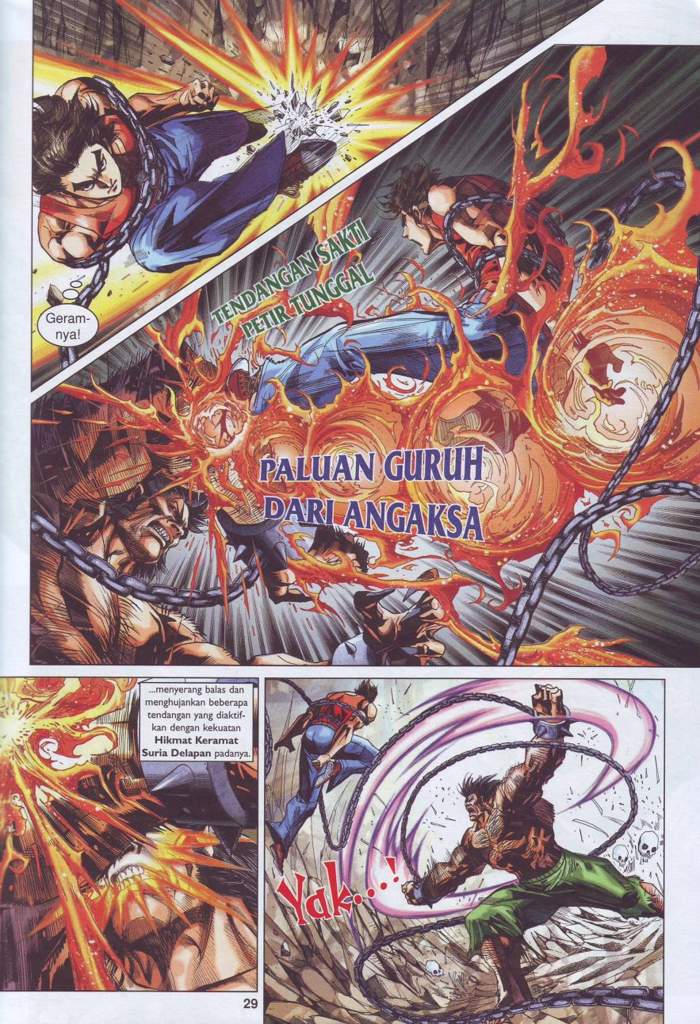 Geram-
nya!
TENDANGAN SAKTI
PETIR TUNGGAL
PALUAN GURUH
DARI ANGAKSA
...menyerang balas dan
menghujankan beberapa
tendangan yang diaktif-
kan dengan kekuatan
Hikmat Keramat
Suria Delapan padanya.
Yak....!
29